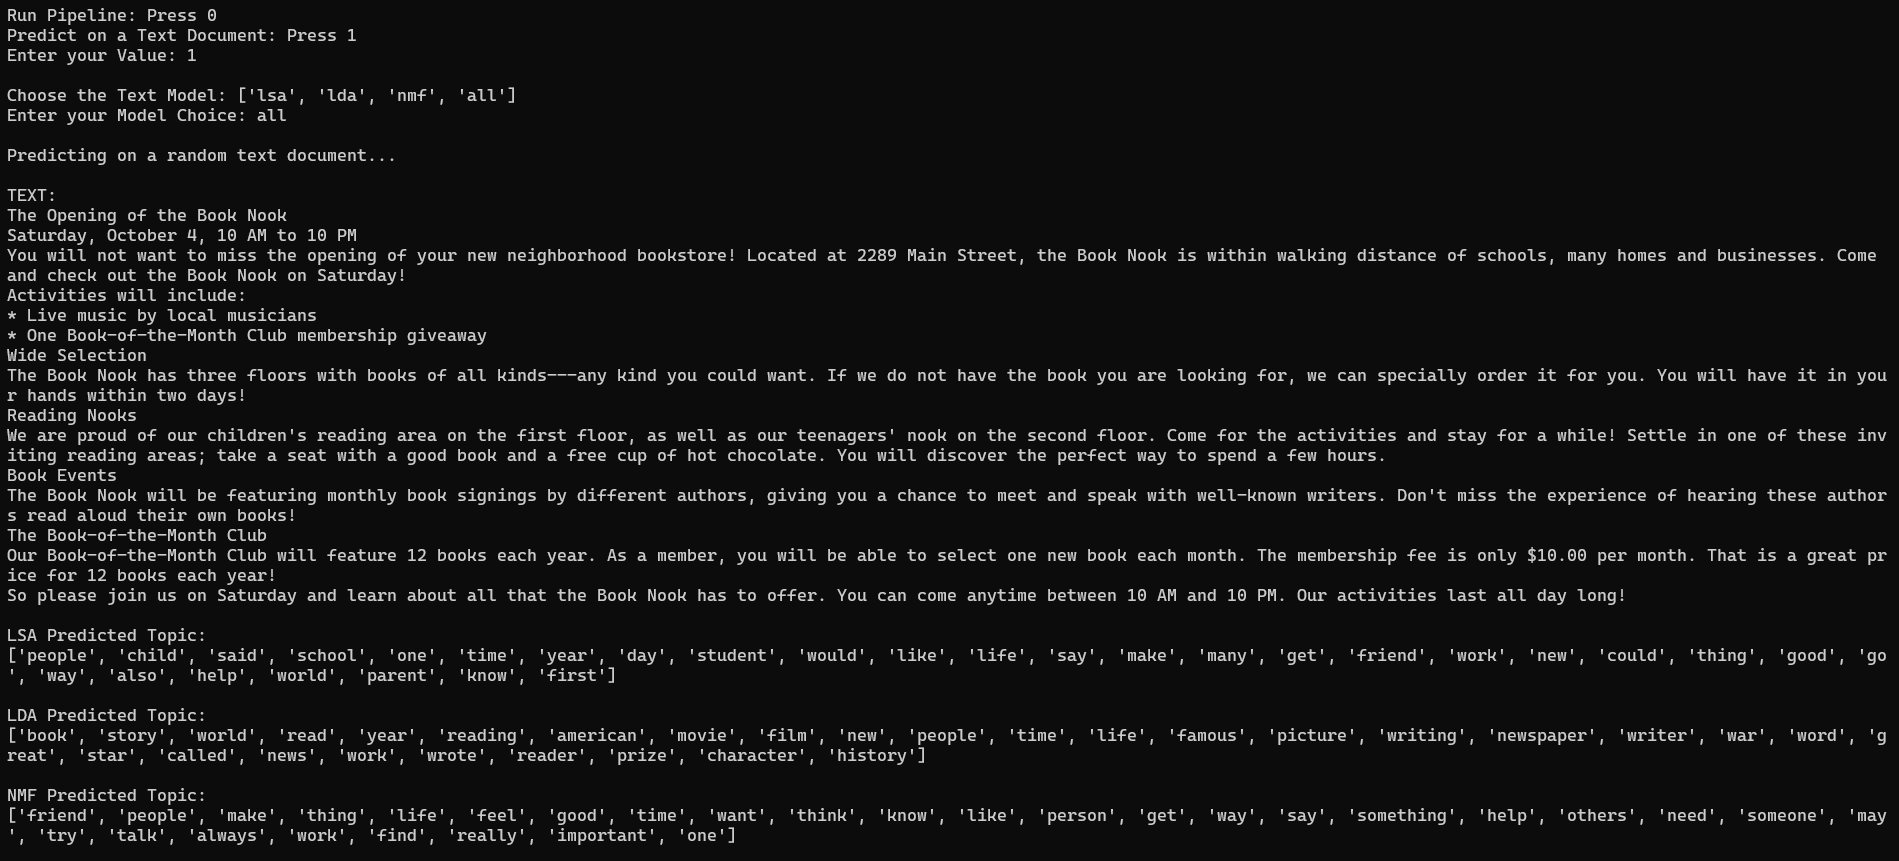 Run Pipeline: Press 0
Predict on a Text Document: Press 1
Enter your Value: 1
Choose the Text Model: ['lsa', 'lda', 'nmf', 'all']
Enter your Model Choice: all
Predicting on a random text document...
TEXT:
The Opening of the Book Nook
Saturday, October 4, 10 AM to 10 PM
You will not want to miss the opening of your new neighborhood bookstore! Located at 2289 Main Street, the Book Nook is within walking distance of schools, many homes and businesses. Come
and check out the Book Nook on Saturday!
Activities will include:
* Live music by local musicians
* One Book-of-the-Month Club membership giveaway
Wide Selection
The Book Nook has three floors with books of all kinds---any kind you could want. If we do not have the book you are looking for, we can specially order it for you. You will have it in you
r hands within two days!
Reading Nooks
We are proud of our children's reading area on the first floor, as well as our teenagers' nook on the second floor. Come for the activities and stay for a while! Settle in one of these inv
iting reading areas; take a seat with a good book and a free cup of hot chocolate. You will discover the perfect way to spend a few hours.
Book Events
The Book Nook will be featuring monthly book signings by different authors, giving you a chance to meet and speak with well-known writers. Don't miss the experience of hearing these author
s read aloud their own books!
The Book-of-the-Month Club
Our Book-of-the-Month Club will feature 12 books each year. As a member, you will be able to select one new book each month. The membership fee is only $10.00 per month. That is a great pr
ice for 12 books each year!
So please join us on Saturday and learn about all that the Book Nook has to offer. You can come anytime between 10 AM and 10 PM. Our activities last all day long!
LSA Predicted Topic:
['people', 'child', 'said', 'school', 'one', 'time', 'year', 'day', 'student', 'would', 'like', 'life', 'say', 'make', 'many', 'get', 'friend', 'work', 'new', 'could', 'thing', 'good', 'go
', 'way', 'also', 'help', 'world', 'parent', 'know', 'first']
LDA Predicted Topic:
['book', 'story', 'world', 'read', 'year', 'reading', 'american', 'movie', 'film', 'new', 'people', 'time', 'life', 'famous', 'picture', 'writing', 'newspaper', 'writer', 'war', 'word', 'g
reat', 'star', 'called', 'news', 'work', 'wrote', 'reader', 'prize', 'character', 'history']
NMF Predicted Topic:
['friend', 'people', 'make', 'thing', 'life', 'feel', 'good', 'time', 'want', 'think', 'know', 'like', 'person', 'get', 'way', 'say', 'something', 'help', 'others', 'need', 'someone', 'may
', 'try', 'talk', 'always', 'work', 'find', 'really', 'important', 'one']